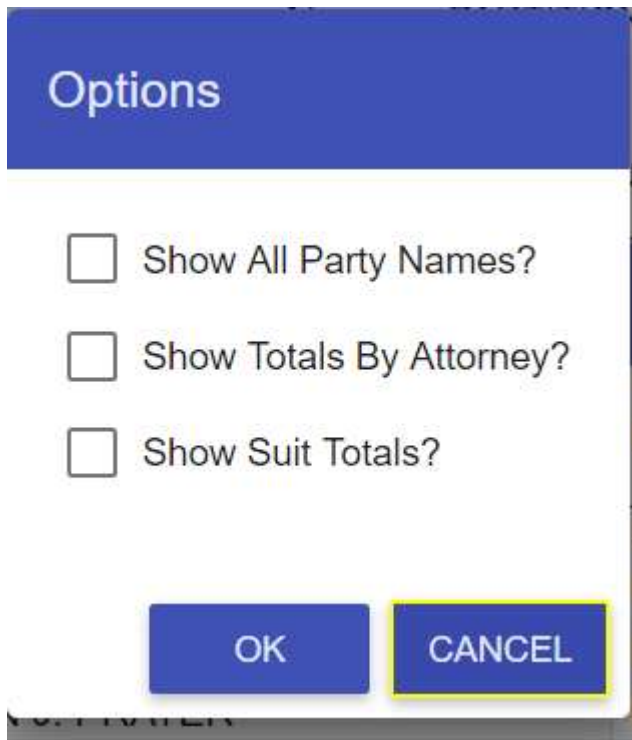 Options
Show All Party Names?
Show Totals By Attorney?
Show Suit Totals?
OK
CANCEL